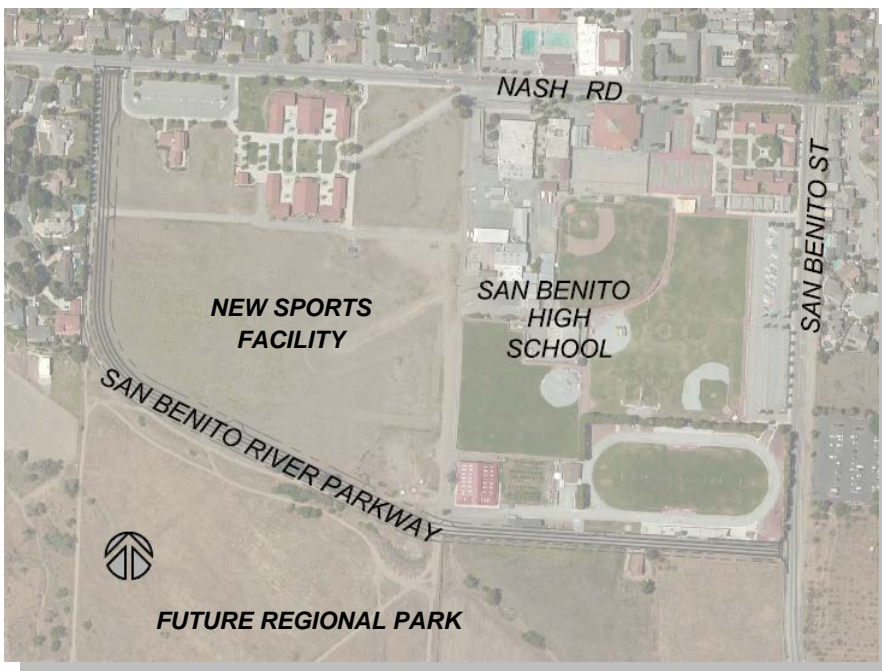 NASH RD
SAN BENITO ST
SAN BENITO
HIGH
SCHOOL
NEW SPORTS
FACILITY
SAN BENITO RIVER PARKWAY
FUTURE REGIONAL PARK